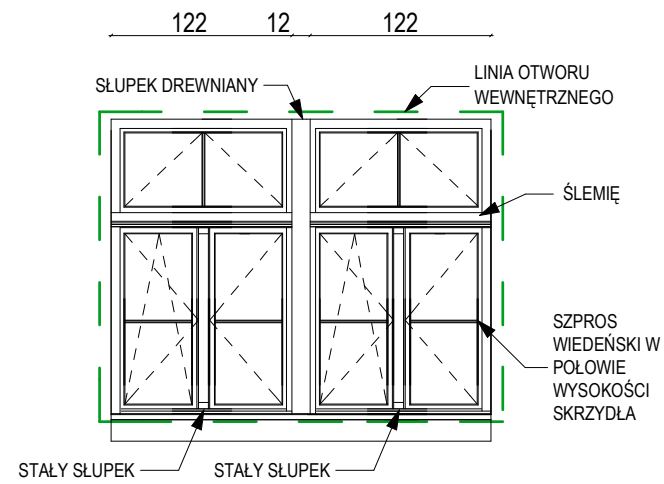 122 12 122
SŁUPEK DREWNIANY
LINIA OTWORU
WEWNĘTRZNEGO
ŚLEMIĘ
SZPROS
WIEDEŃSKI W
POŁOWIE
WYSOKOŚCI
SKRZYDŁA
STAŁY SŁUPEK
STAŁY SŁUPEK